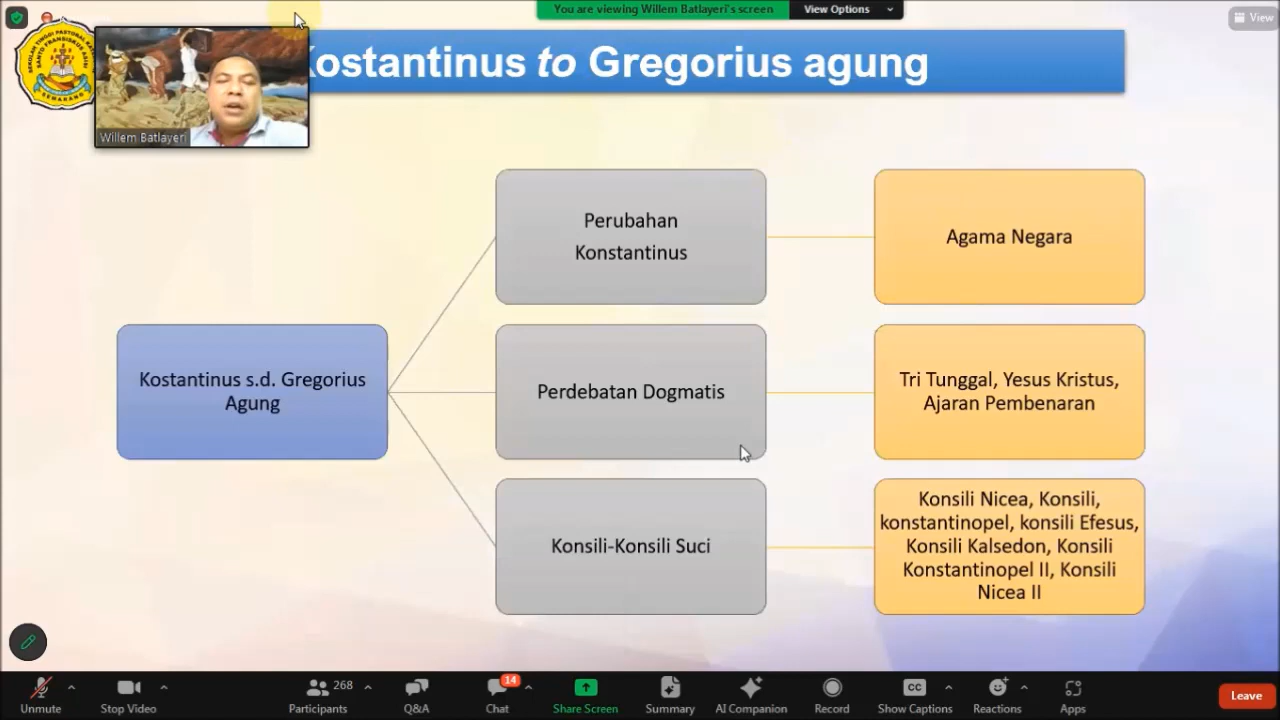 You are viewing Willem Batlayeri's screen
View Options
View
Kostantinus to Gregorius agung
Willem Batlayeri
Perubahan
Konstantinus
Agama Negara
Kostantinus s.d. Gregorius
Agung
Perdebatan Dogmatis
Tri Tunggal, Yesus Kristus,
Ajaran Pembenaran
Konsili-Konsili Suci
Konsili Nicea, Konsili,
konstantinopel, konsili Efesus,
Konsili Kalsedon, Konsili
Konstantinopel II, Konsili
Nicea II
Unmute
Stop Video
268
Participants
Q&A
14
Chat
Share Screen
Summary
AI Companion
Record
CC
Show Captions
Reactions
Apps
Leave